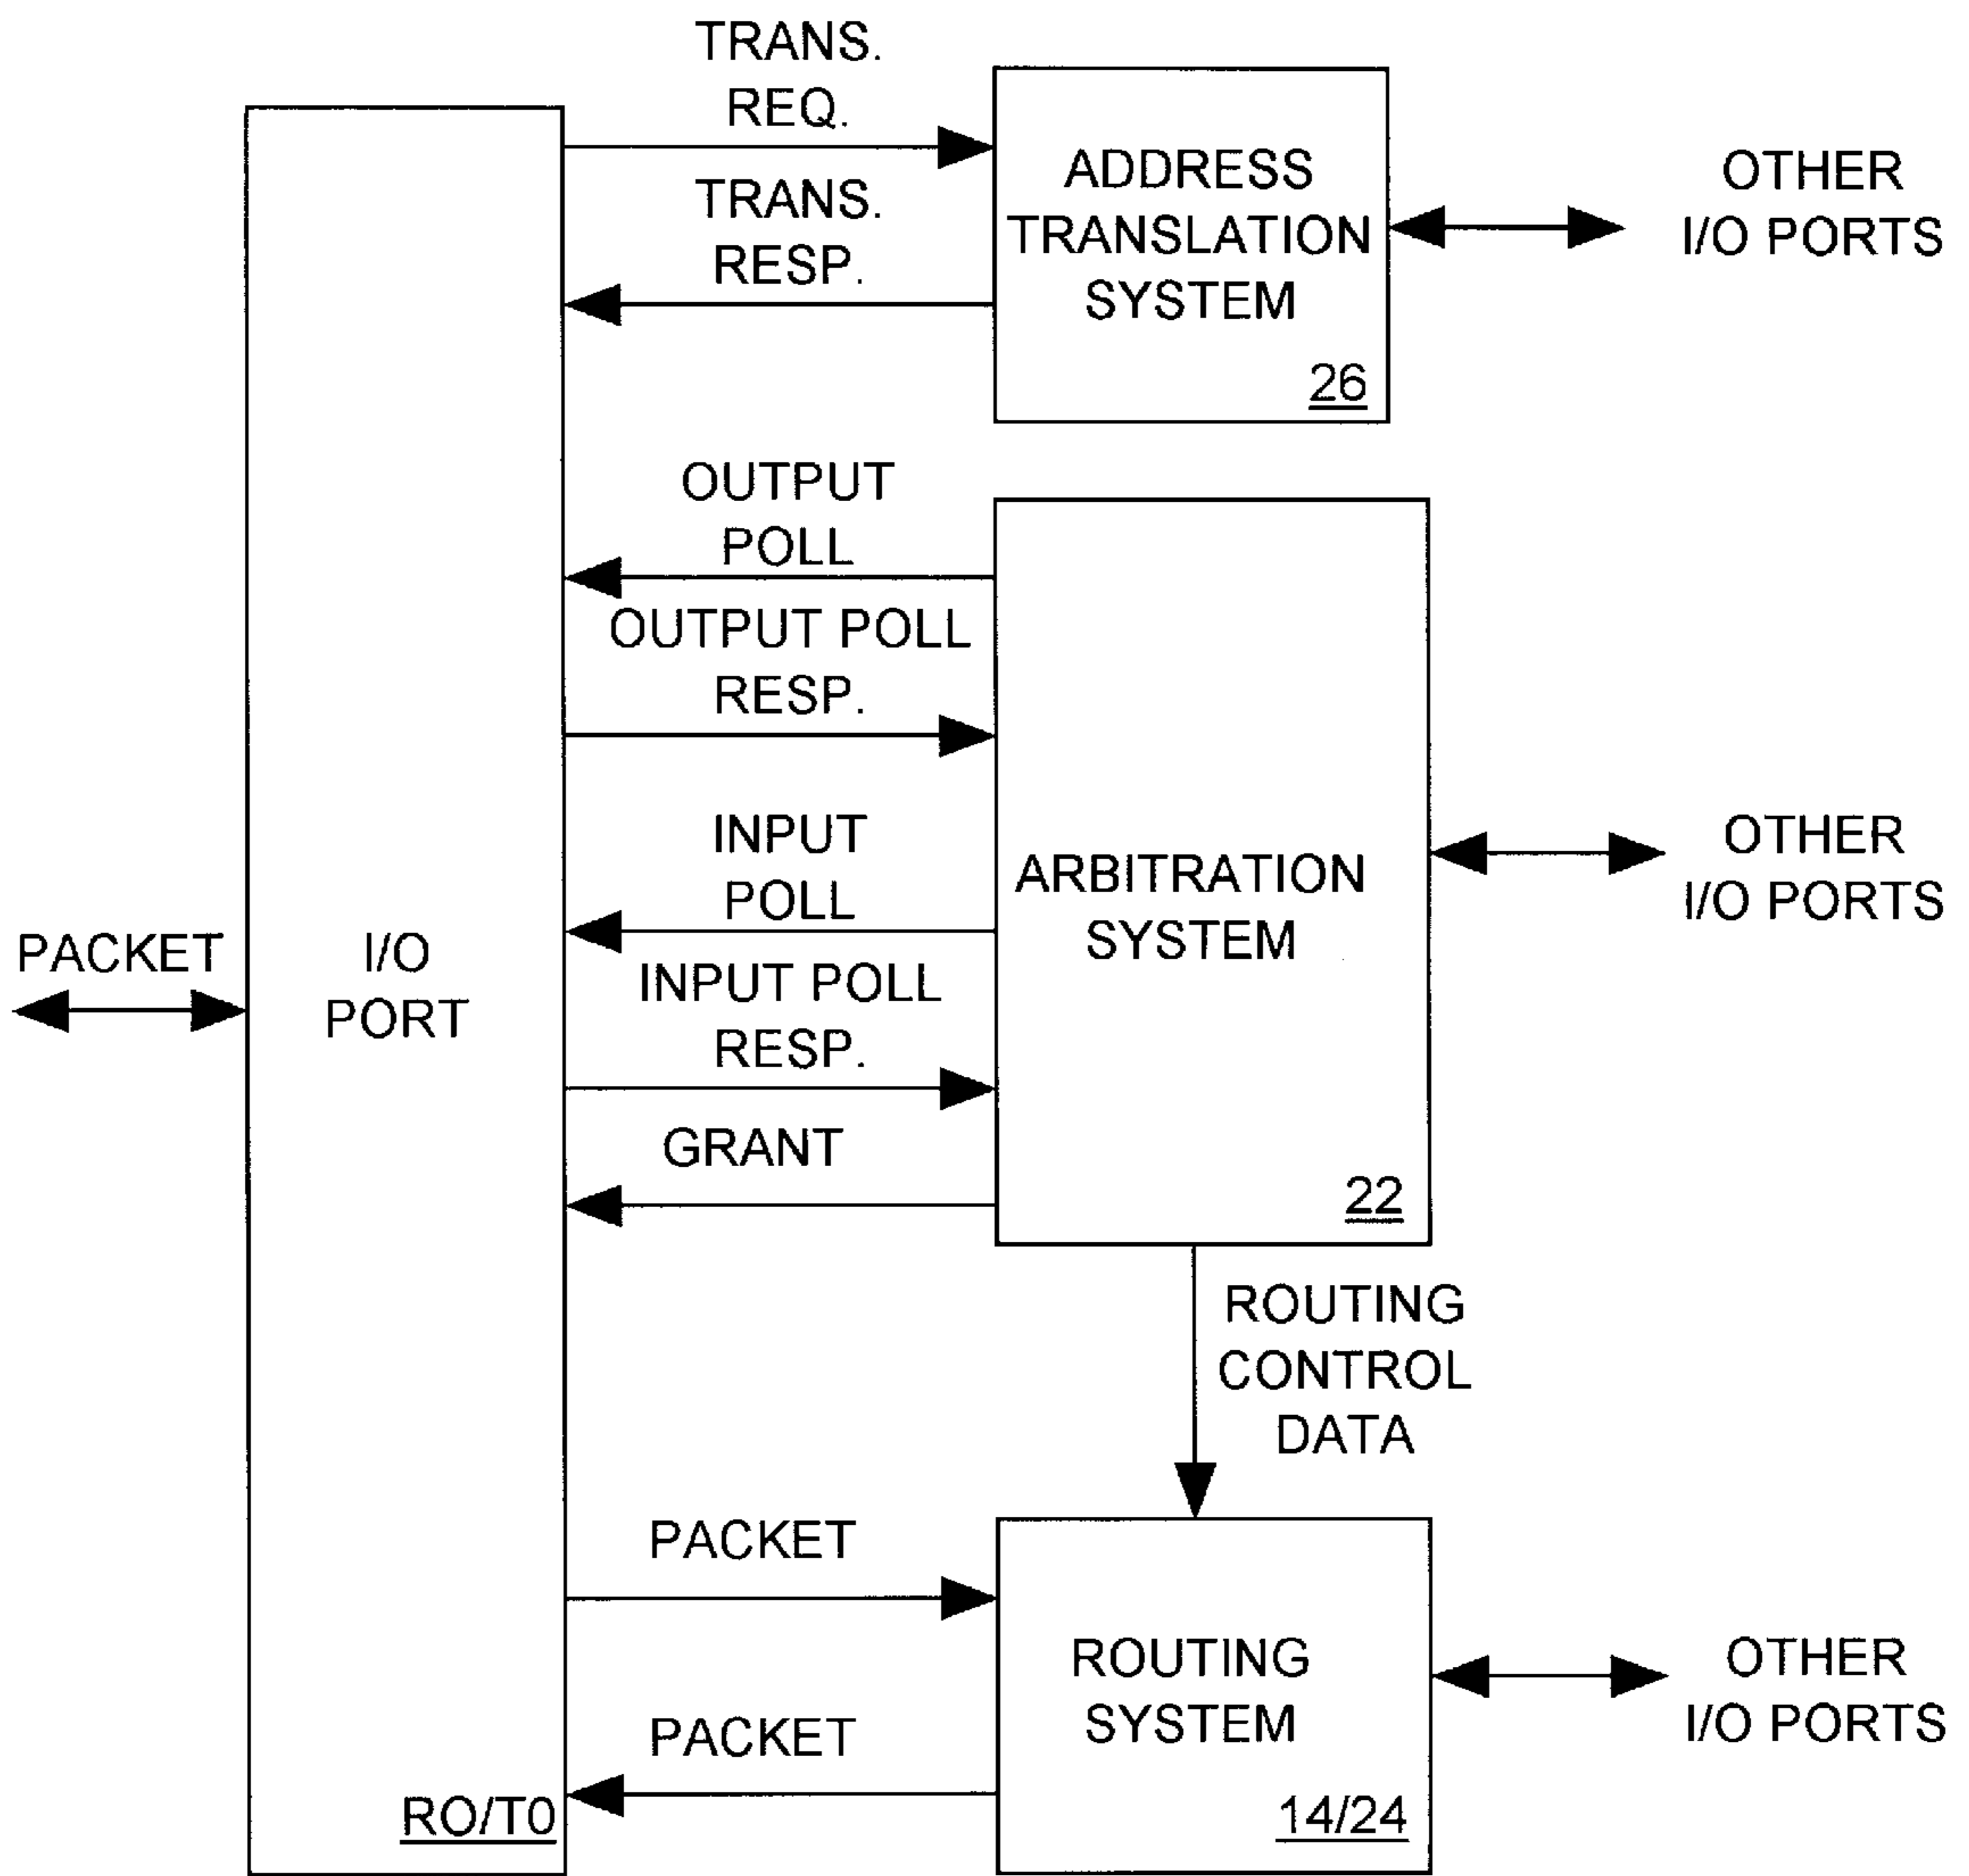 TRANS.
REQ.
TRANS.
RESP.
ADDRESS
TRANSLATION
SYSTEM
26
OTHER
I/O PORTS
OUTPUT
POLL
OUTPUT POLL
RESP.
INPUT
POLL
INPUT POLL
RESP.
GRANT
ARBITRATION
SYSTEM
22
OTHER
I/O PORTS
PACKET
I/O
PORT
ROUTING
CONTROL
DATA
PACKET
PACKET
ROUTING
SYSTEM
14/24
OTHER
I/O PORTS
RO/T0